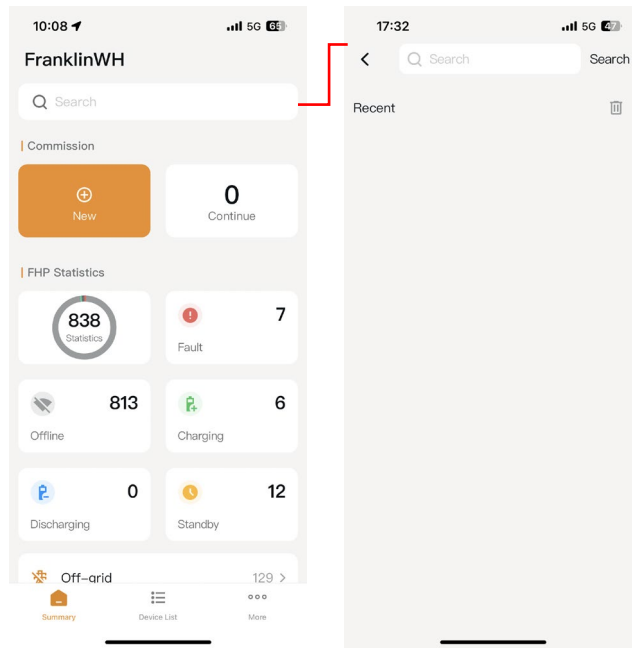 10:08
5G 65
FranklinWH
Search
Commission
New
0
Continue
FHP Statistics
838
Statistics
7
Fault
813
Offline
6
Charging
0
Discharging
12
Standby
Off-grid
129 >
Summary
Device List
More
17:32
5G 47
Search
Search
Recent